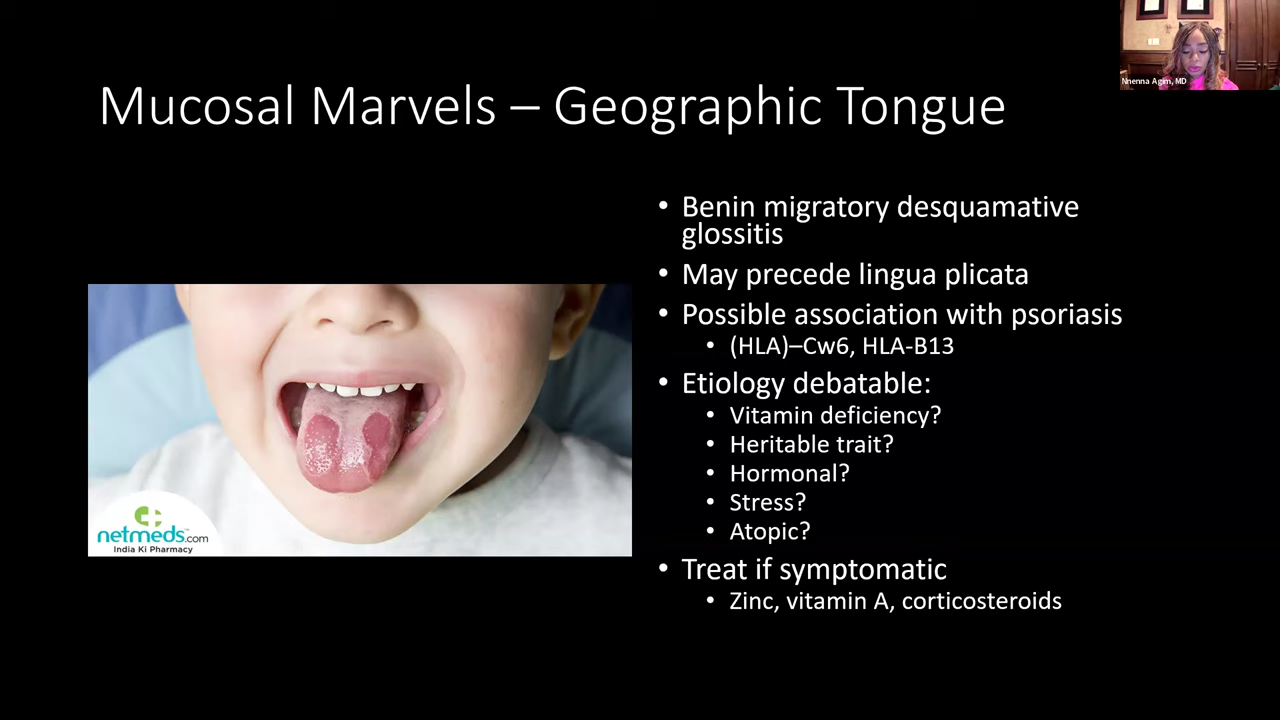 Nnenna Agim, MD
Mucosal Marvels – Geographic Tongue
• Benin migratory desquamative
glossitis
• May precede lingua plicata
• Possible association with psoriasis
• (HLA)–Cw6, HLA-B13
• Etiology debatable:
• Vitamin deficiency?
• Heritable trait?
• Hormonal?
• Stress?
• Atopic?
• Treat if symptomatic
• Zinc, vitamin A, corticosteroids
netmeds.com
India Ki Pharmacy